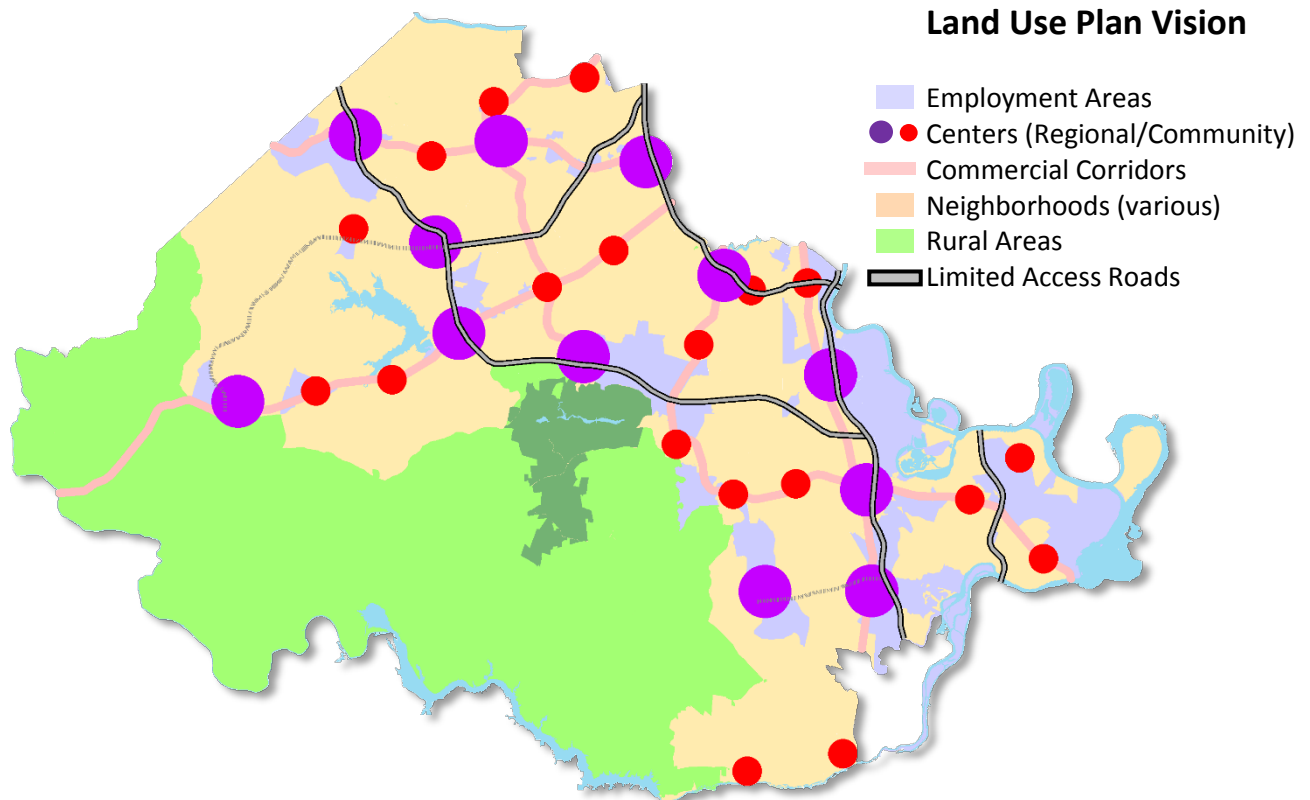 Land Use Plan Vision
Employment Areas
Centers (Regional/Community)
Commercial Corridors
Neighborhoods (various)
Rural Areas
Limited Access Roads